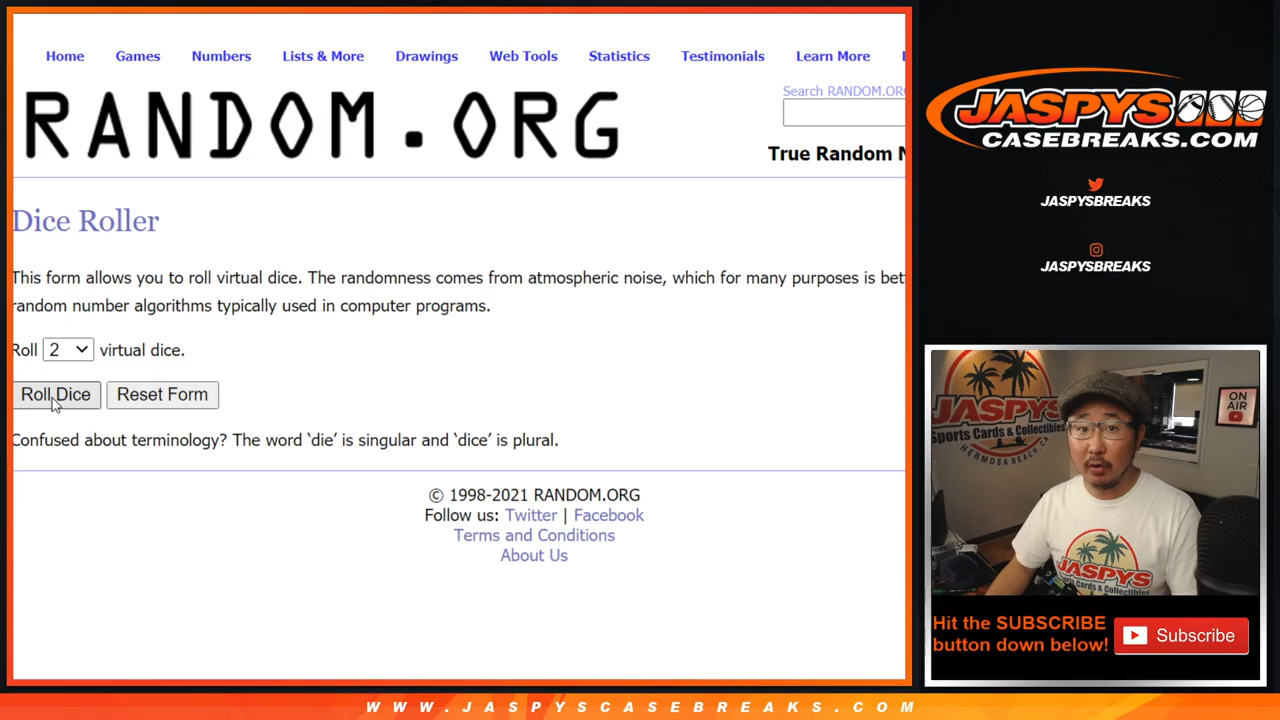 Home Games Numbers Lists & More Drawings Web Tools Statistics Testimonials Learn More
RANDOM.ORG
Search RANDOM.ORG
True Random N
Dice Roller
This form allows you to roll virtual dice. The randomness comes from atmospheric noise, which for many purposes is bet
random number algorithms typically used in computer programs.
Roll 2 virtual dice.
Roll Dice Reset Form
Confused about terminology? The word ‘die’ is singular and ‘dice’ is plural.
© 1998-2021 RANDOM.ORG
Follow us: Twitter | Facebook
Terms and Conditions
About Us
JASPYS
CASEBREAKS.COM
JASPYSBREAKS
JASPYSBREAKS
JASPYS
Sports Cards & Collectibles
HERMOSA BEACH, CA
ON
AIR
JASPYS
Sports Cards & Collectibles
Hit the SUBSCRIBE
button down below!
Subscribe
WWW.JASPYSCASEBREAKS.COM